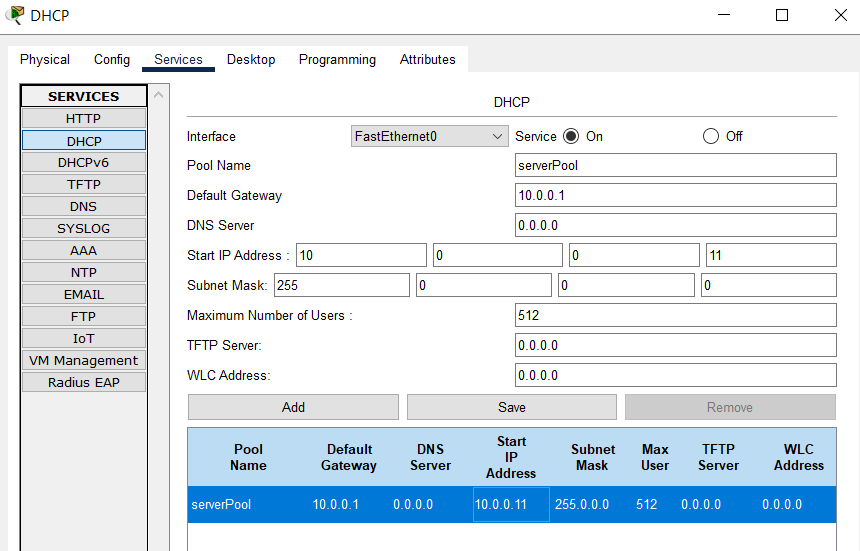 DHCP
Physical Config Services Desktop Programming Attributes
SERVICES
HTTP
DHCP
DHCPv6
TFTP
DNS
SYSLOG
AAA
NTP
EMAIL
FTP
IoT
VM Management
Radius EAP
DHCP
Interface FastEthernet0 Service On Off
Pool Name serverPool
Default Gateway 10.0.0.1
DNS Server 0.0.0.0
Start IP Address : 10 0 0 11
Subnet Mask: 255 0 0 0
Maximum Number of Users : 512
TFTP Server: 0.0.0.0
WLC Address: 0.0.0.0
Add Save Remove
Pool Name Default Gateway DNS Server Start IP Address Subnet Mask Max User TFTP Server WLC Address
serverPool 10.0.0.1 0.0.0.0 10.0.0.11 255.0.0.0 512 0.0.0.0 0.0.0.0